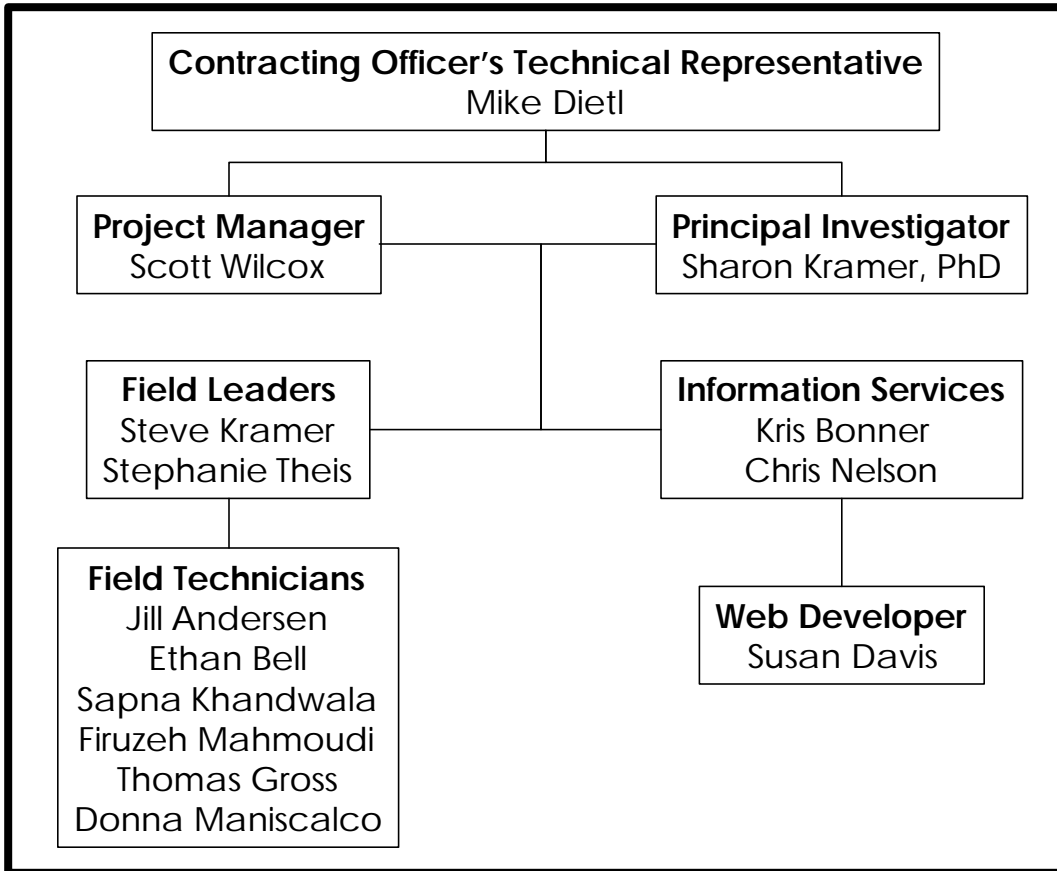 Contracting Officer's Technical Representative
Mike Dietl
Project Manager
Scott Wilcox
Principal Investigator
Sharon Kramer, PhD
Field Leaders
Steve Kramer
Stephanie Theis
Information Services
Kris Bonner
Chris Nelson
Field Technicians
Jill Andersen
Ethan Bell
Sapna Khandwala
Firuzeh Mahmoudi
Thomas Gross
Donna Maniscalco
Web Developer
Susan Davis